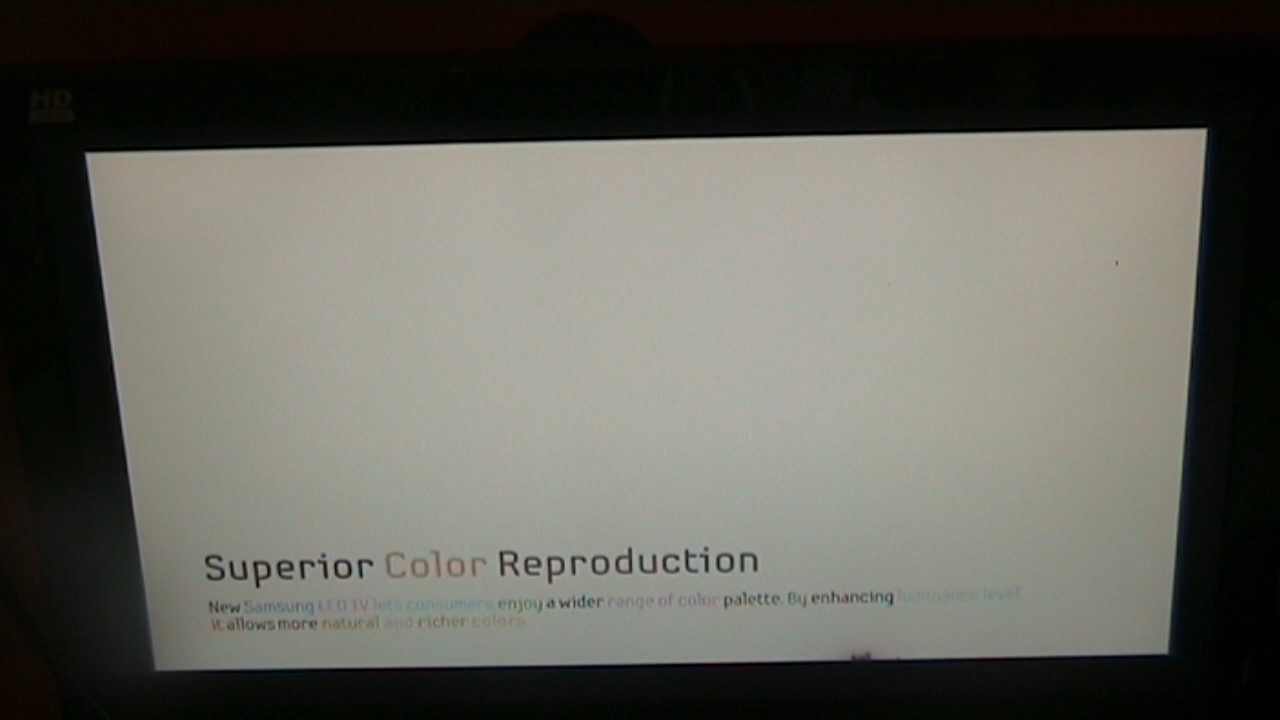 HD
Superior Color Reproduction
New Samsung LED TV lets consumers enjoy a wider range of color palette. By enhancing luminance level,
it allows more natural and richer colors